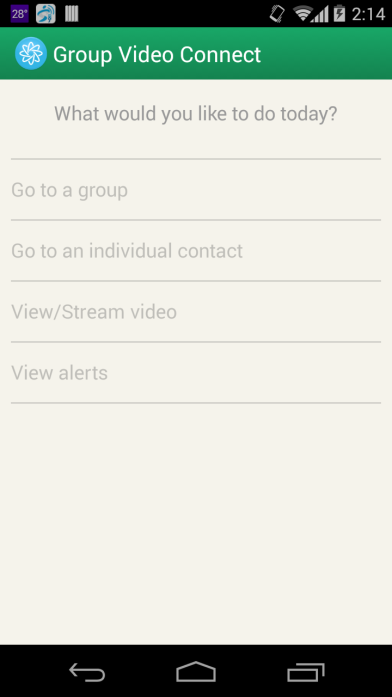 28°
2:14
Group Video Connect
What would you like to do today?
Go to a group
Go to an individual contact
View/Stream video
View alerts